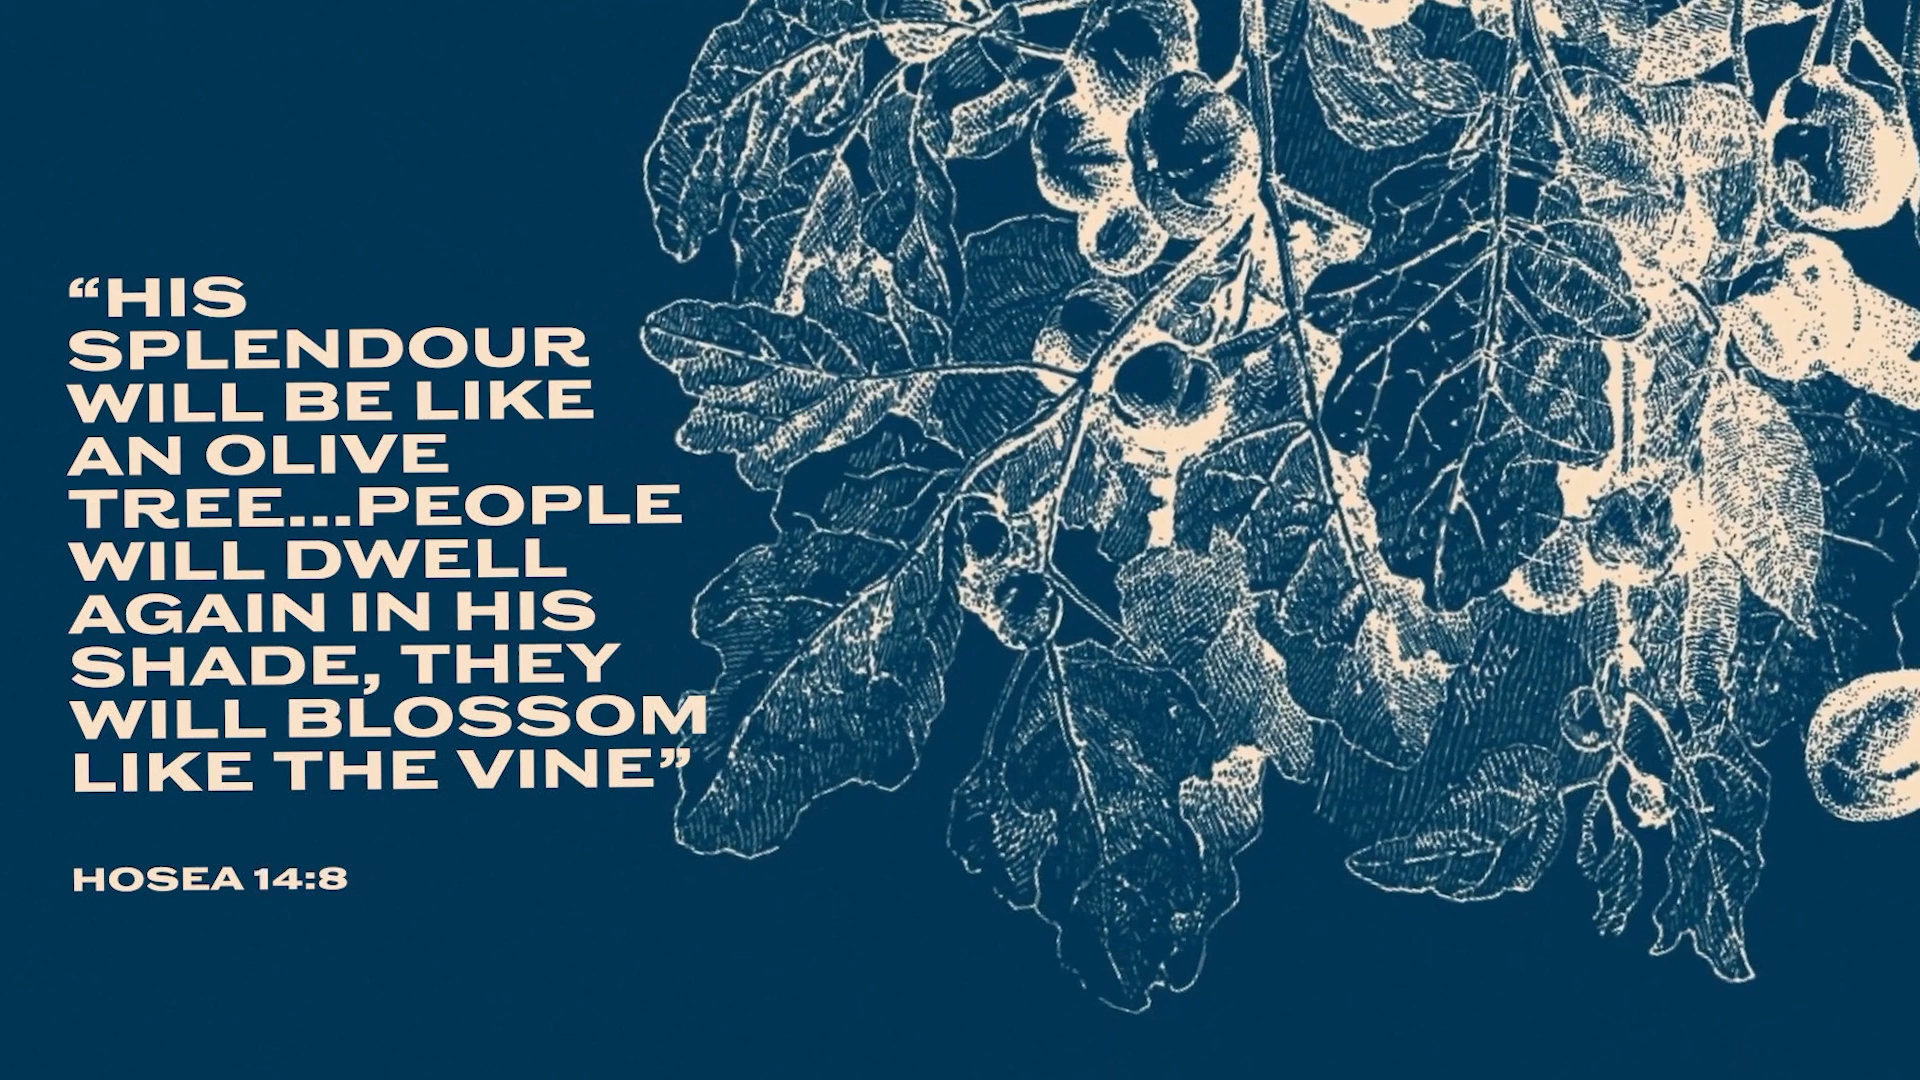 “HIS
SPLENDOUR
WILL BE LIKE
AN OLIVE
TREE...PEOPLE
WILL DWELL
AGAIN IN HIS
SHADE, THEY
WILL BLOSSOM
LIKE THE VINE”
HOSEA 14:8